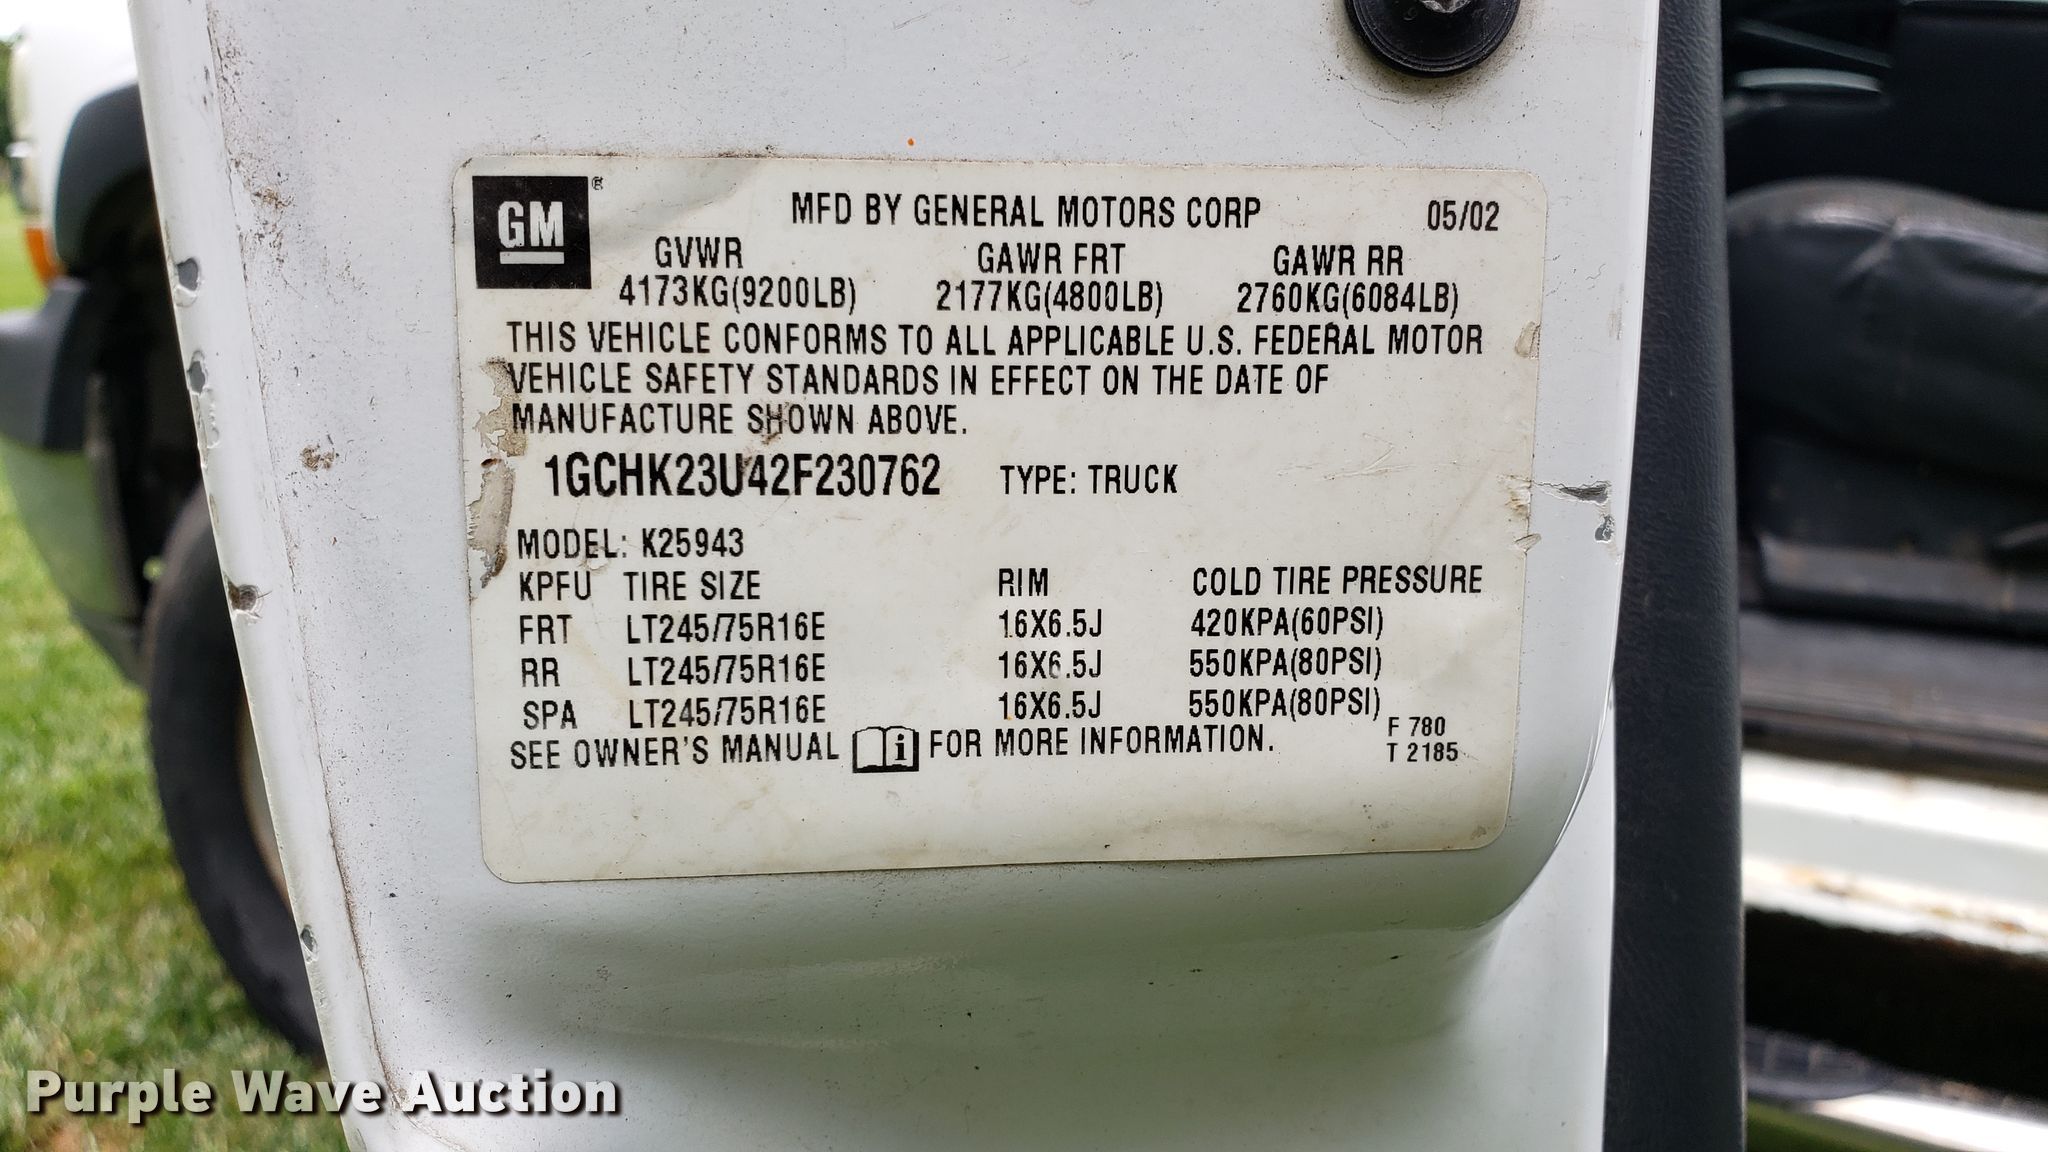 GM ®
MFD BY GENERAL MOTORS CORP 05/02
GVWR GAWR FRT GAWR RR
4173KG(9200LB) 2177KG(4800LB) 2760KG(6084LB)
THIS VEHICLE CONFORMS TO ALL APPLICABLE U.S. FEDERAL MOTOR
VEHICLE SAFETY STANDARDS IN EFFECT ON THE DATE OF
MANUFACTURE SHOWN ABOVE.
1GCHK23U42F230762 TYPE: TRUCK
MODEL: K25943
KPFU TIRE SIZE RIM COLD TIRE PRESSURE
FRT LT245/75R16E 16X6.5J 420KPA(60PSI)
RR LT245/75R16E 16X6.5J 550KPA(80PSI)
SPA LT245/75R16E 16X6.5J 550KPA(80PSI)
SEE OWNER'S MANUAL i FOR MORE INFORMATION.
F 780
T 2185
Purple Wave Auction